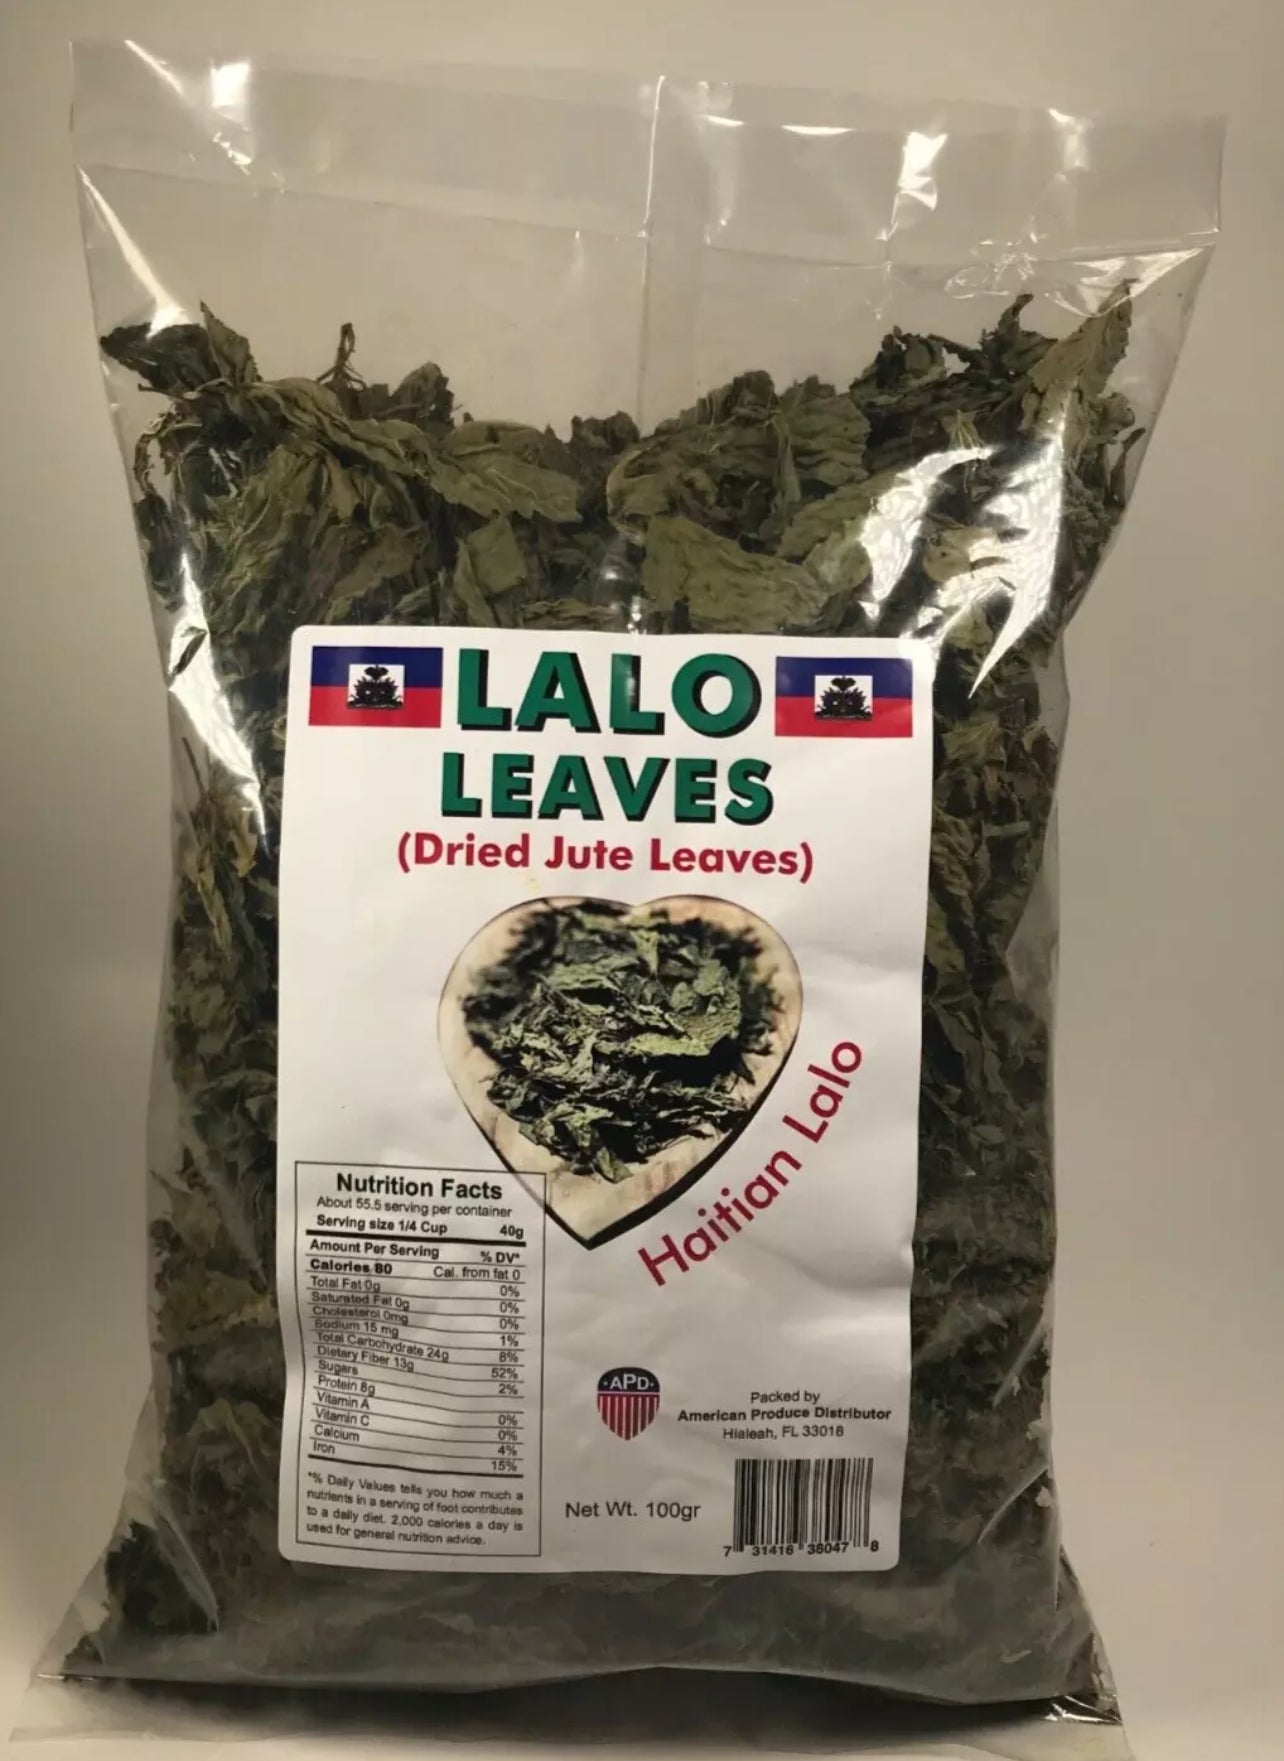 LALO
LEAVES
(Dried Jute Leaves)
Haitian Lalo
Nutrition Facts
About 55.5 serving per container
Serving size 1/4 Cup 40g
Amount Per Serving % DV*
Calories 80 Cal. from fat 0
Total Fat 0g 0%
Saturated Fat 0g 0%
Cholesterol 0mg 0%
Sodium 15 mg 1%
Total Carbohydrate 24g 8%
Dietary Fiber 13g 52%
Sugars 2%
Protein 8g
Vitamin A 0%
Vitamin C 0%
Calcium 4%
Iron 15%
*% Daily Values tells you how much a
nutrients in a serving of foot contributes
to a daily diet. 2,000 calories a day is
used for general nutrition advice.
·APD·
Packed by
American Produce Distributor
Hialeah, FL 33018
Net Wt. 100gr
7 31416 38047 8